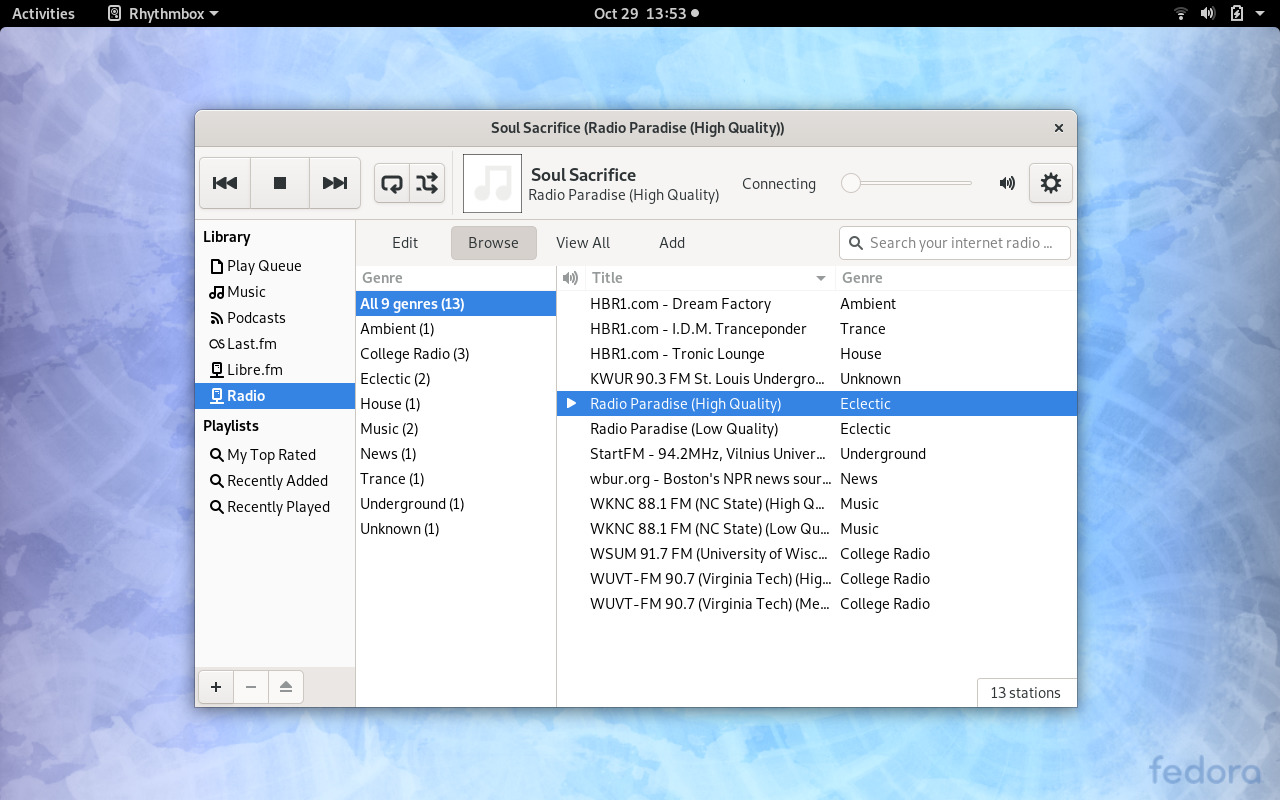 Activities Rhythmbox Oct 29 13:53
Soul Sacrifice (Radio Paradise (High Quality))
Soul Sacrifice
Radio Paradise (High Quality)
Connecting
Library
Play Queue
Music
Podcasts
Last.fm
Libre.fm
Radio
Playlists
My Top Rated
Recently Added
Recently Played
Edit Browse View All Add Search your internet radio ...
Genre
All 9 genres (13)
Ambient (1)
College Radio (3)
Eclectic (2)
House (1)
Music (2)
News (1)
Trance (1)
Underground (1)
Unknown (1)
Title Genre
HBR1.com - Dream Factory Ambient
HBR1.com - I.D.M. Tranceponder Trance
HBR1.com - Tronic Lounge House
KWUR 90.3 FM St. Louis Undergro... Unknown
Radio Paradise (High Quality) Eclectic
Radio Paradise (Low Quality) Eclectic
StartFM - 94.2MHz, Vilnius Univer... Underground
wbur.org - Boston's NPR news sour... News
WKNC 88.1 FM (NC State) (High Q... Music
WKNC 88.1 FM (NC State) (Low Qu... Music
WSUM 91.7 FM (University of Wisc... College Radio
WUVT-FM 90.7 (Virginia Tech) (Hig... College Radio
WUVT-FM 90.7 (Virginia Tech) (Me... College Radio
13 stations
fedora